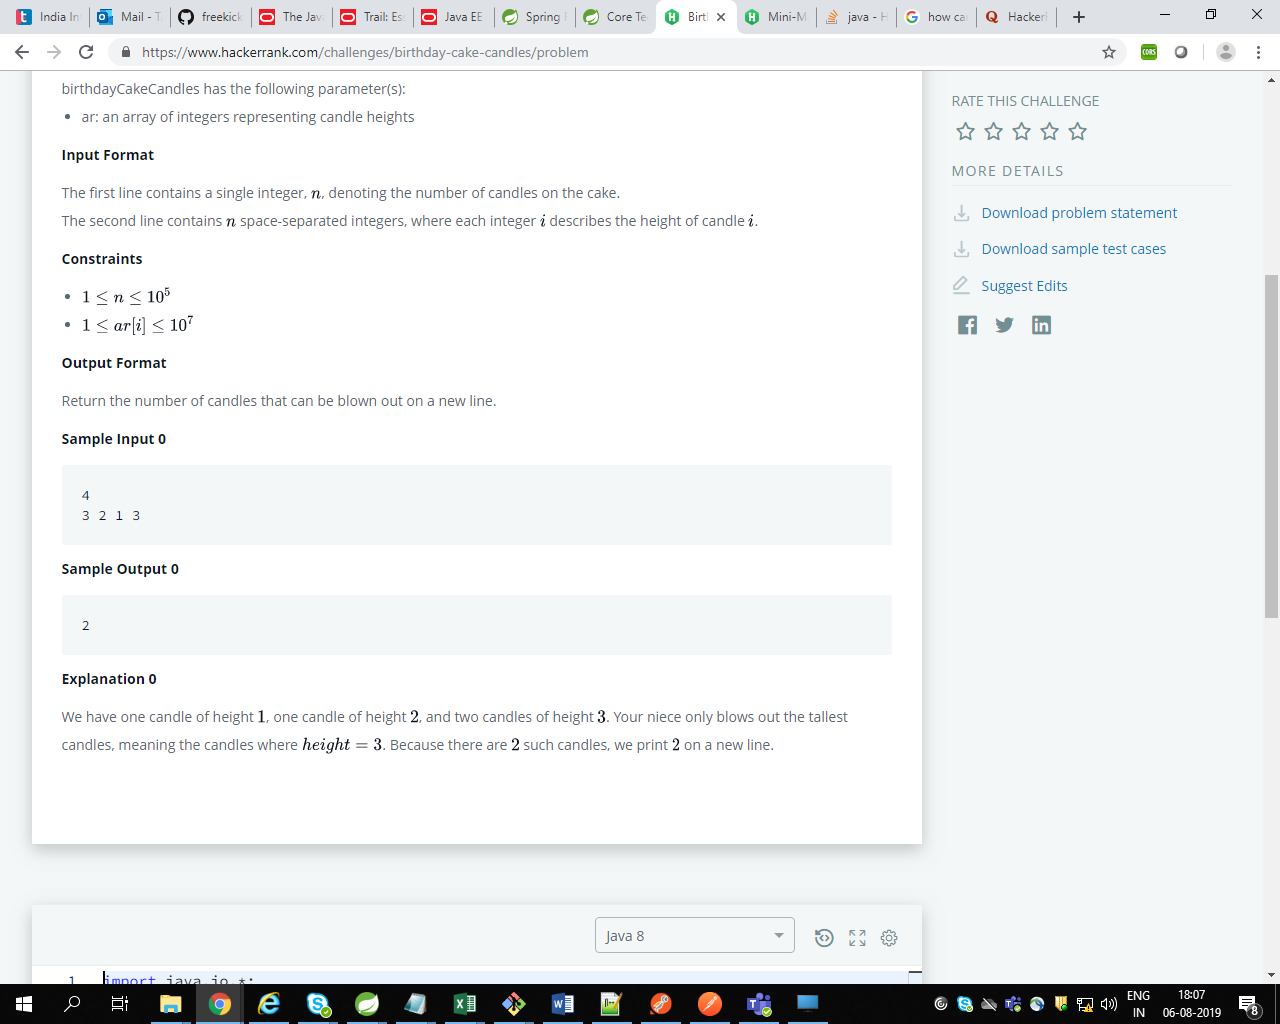 India In
Mail - T
freekick
The Jav
Trail: Es
Java EE
Spring
Core Te
Birt
Mini-M
java - H
how ca
Hacker
https://www.hackerrank.com/challenges/birthday-cake-candles/problem
CORS
birthdayCakeCandles has the following parameter(s):
• ar: an array of integers representing candle heights
Input Format
The first line contains a single integer, n, denoting the number of candles on the cake.
The second line contains n space-separated integers, where each integer i describes the height of candle i.
Constraints
• 1 ≤ n ≤ 10⁵
• 1 ≤ ar[i] ≤ 10⁷
Output Format
Return the number of candles that can be blown out on a new line.
Sample Input 0
4
3 2 1 3
Sample Output 0
2
Explanation 0
We have one candle of height 1, one candle of height 2, and two candles of height 3. Your niece only blows out the tallest
candles, meaning the candles where height = 3. Because there are 2 such candles, we print 2 on a new line.
RATE THIS CHALLENGE
MORE DETAILS
Download problem statement
Download sample test cases
Suggest Edits
Java 8
1 import java.io.*;
ENG
IN
18:07
06-08-2019
8